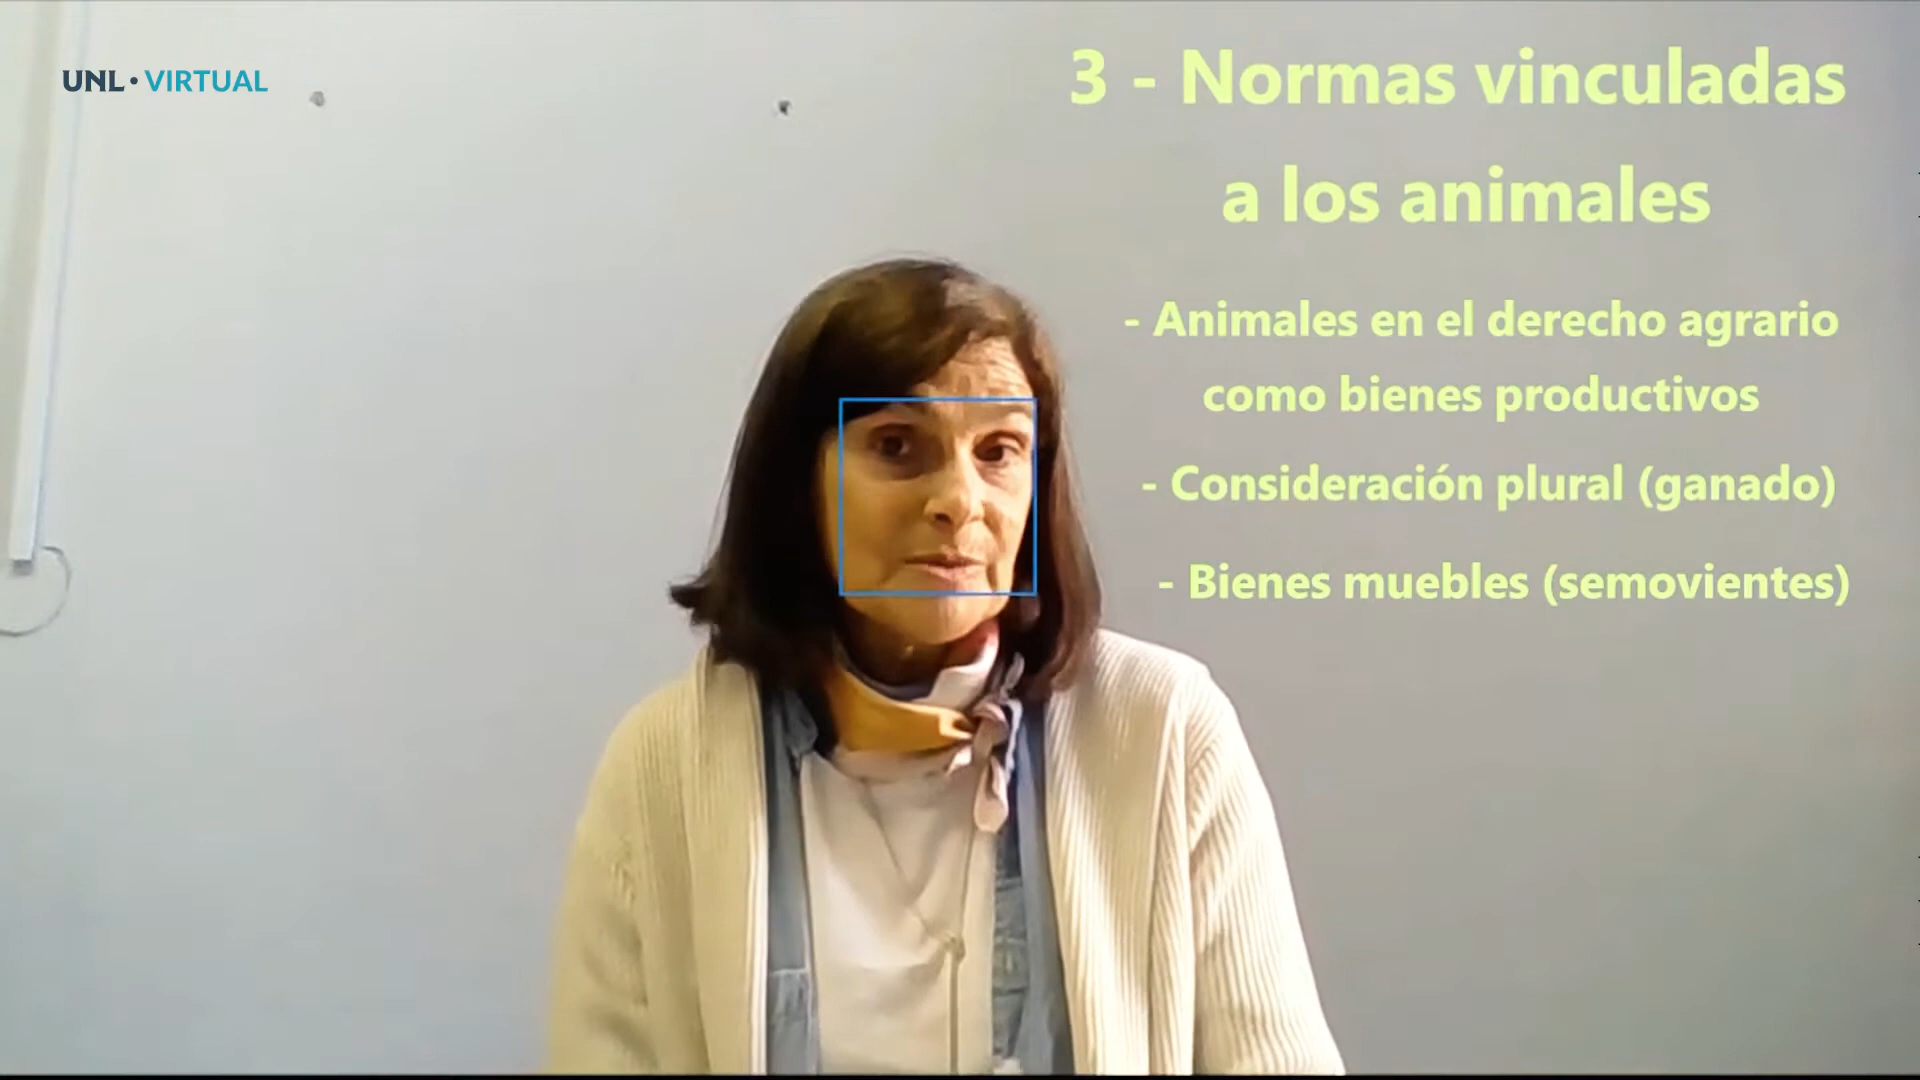 UNL•VIRTUAL
3 - Normas vinculadas
a los animales
- Animales en el derecho agrario
como bienes productivos
- Consideración plural (ganado)
- Bienes muebles (semovientes)